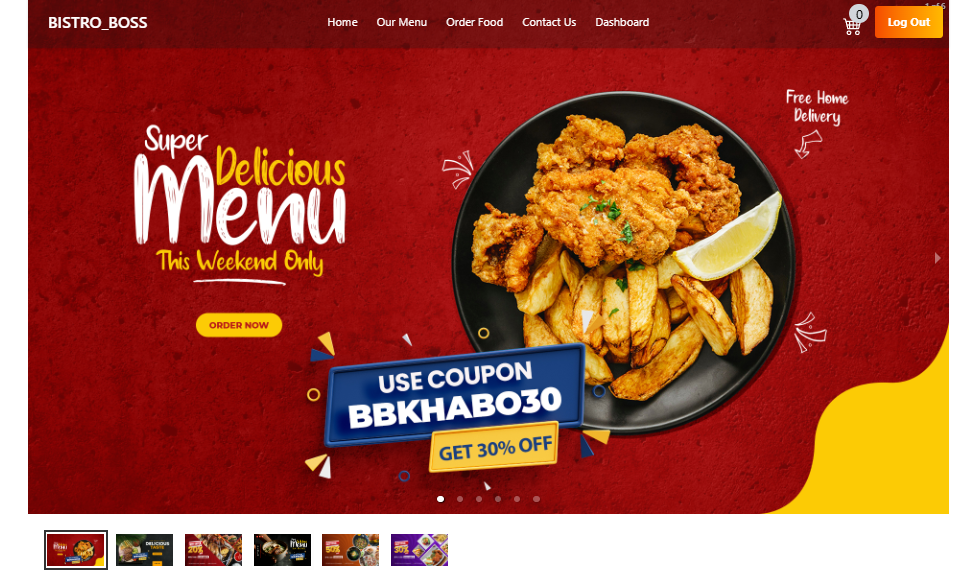 BISTRO_BOSS
Home Our Menu Order Food Contact Us Dashboard
0
Log Out
Free Home
Delivery
Super
Delicious
Menu
This Weekend Only
ORDER NOW
USE COUPON
BBKHABO30
GET 30% OFF